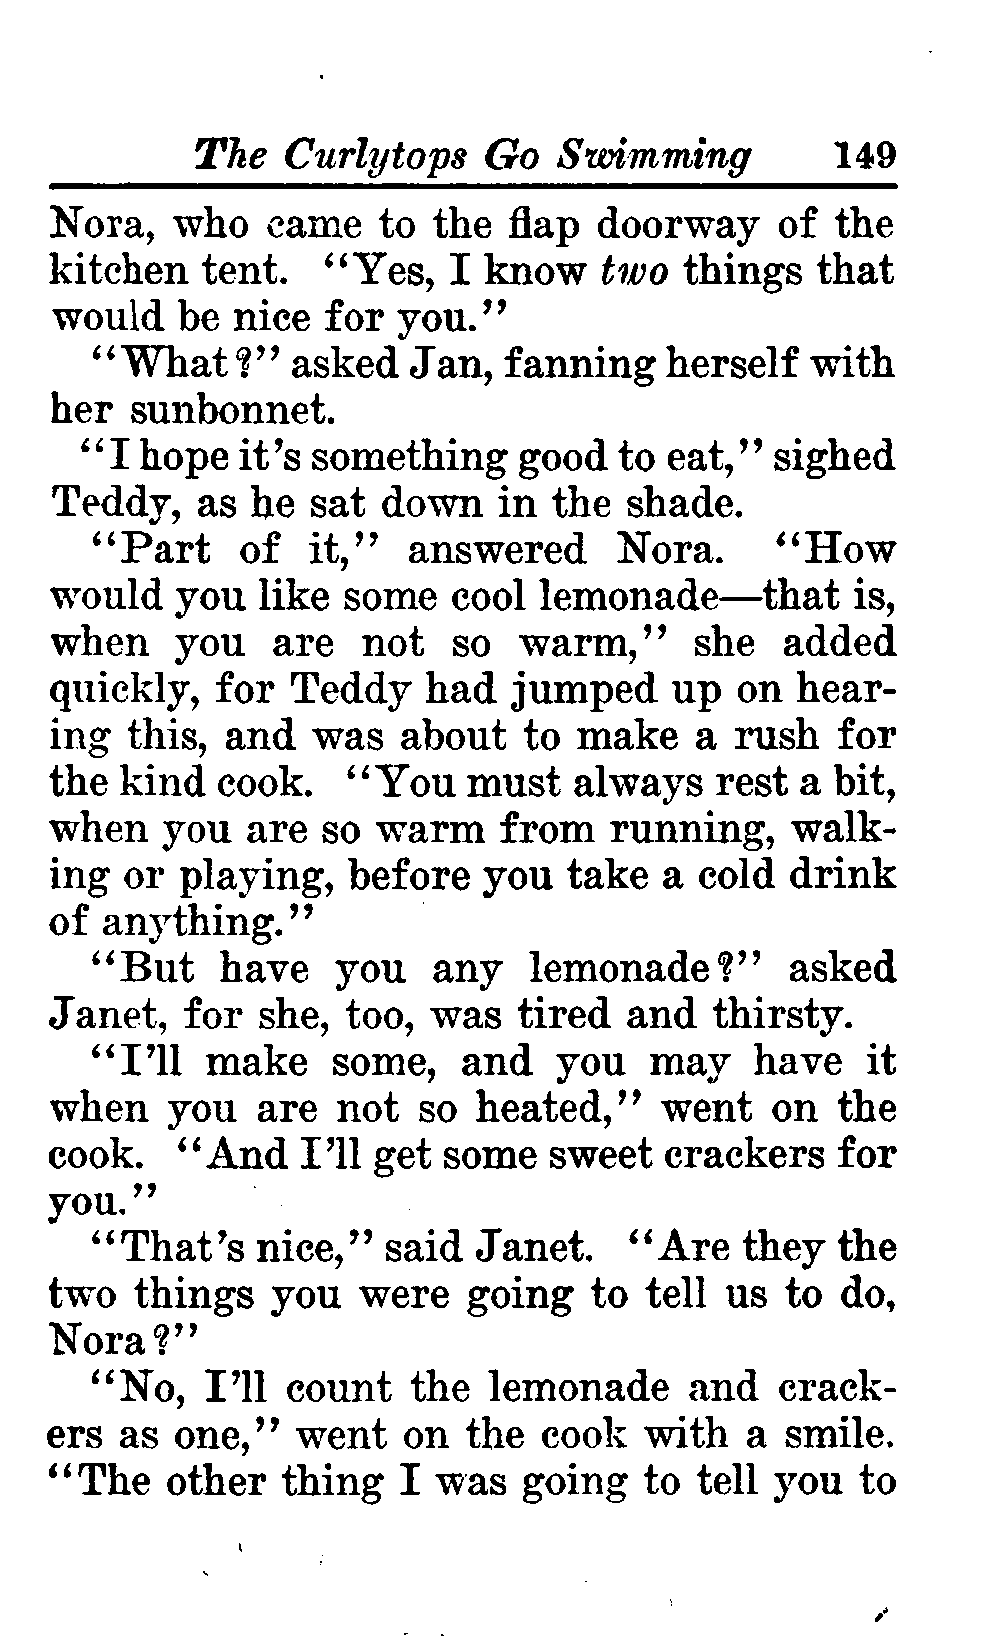 The Curlytops Go Swimming 149
Nora, who came to the flap doorway of the
kitchen tent. "Yes, I know two things that
would be nice for you."
"What?" asked Jan, fanning herself with
her sunbonnet.
"I hope it's something good to eat," sighed
Teddy, as he sat down in the shade.
"Part of it," answered Nora. "How
would you like some cool lemonade—that is,
when you are not so warm," she added
quickly, for Teddy had jumped up on hear-
ing this, and was about to make a rush for
the kind cook. "You must always rest a bit,
when you are so warm from running, walk-
ing or playing, before you take a cold drink
of anything."
"But have you any lemonade?" asked
Janet, for she, too, was tired and thirsty.
"I'll make some, and you may have it
when you are not so heated," went on the
cook. "And I'll get some sweet crackers for
you."
"That's nice," said Janet. "Are they the
two things you were going to tell us to do,
Nora?"
"No, I'll count the lemonade and crack-
ers as one," went on the cook with a smile.
"The other thing I was going to tell you to